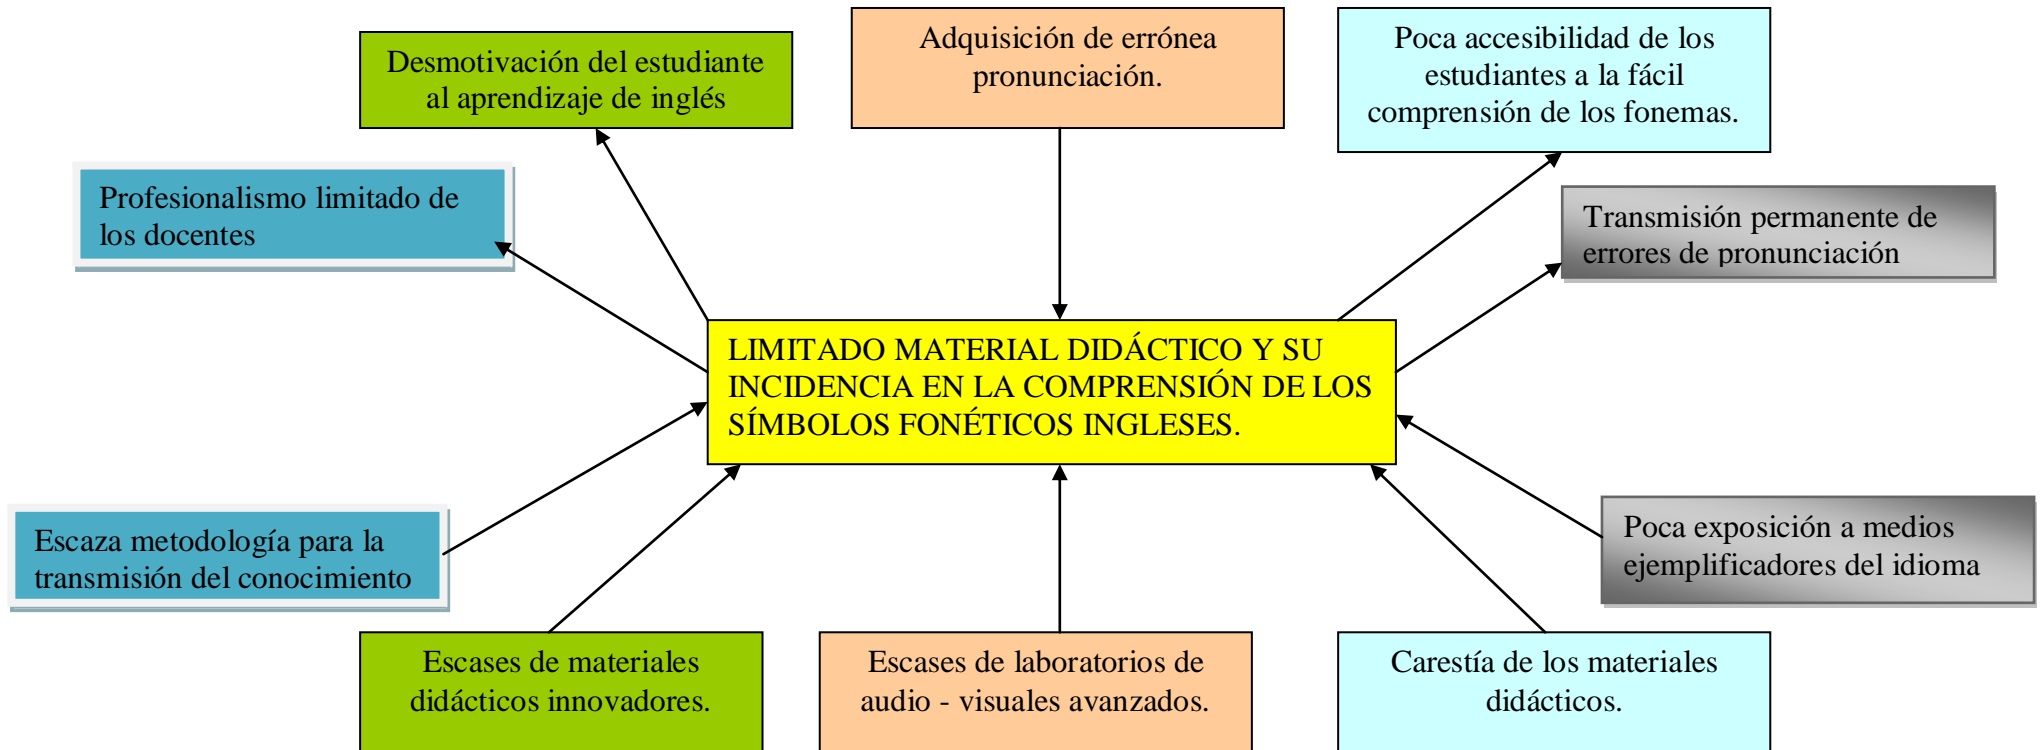 Desmotivación del estudiante
al aprendizaje de inglés
Adquisición de errónea
pronunciación.
Poca accesibilidad de los
estudiantes a la fácil
comprensión de los fonemas.
Profesionalismo limitado de
los docentes
Transmisión permanente de
errores de pronunciación
LIMITADO MATERIAL DIDÁCTICO Y SU
INCIDENCIA EN LA COMPRENSIÓN DE LOS
SÍMBOLOS FONÉTICOS INGLESES.
Escaza metodología para la
transmisión del conocimiento
Poca exposición a medios
ejemplificadores del idioma
Escases de materiales
didácticos innovadores.
Escases de laboratorios de
audio - visuales avanzados.
Carestía de los materiales
didácticos.